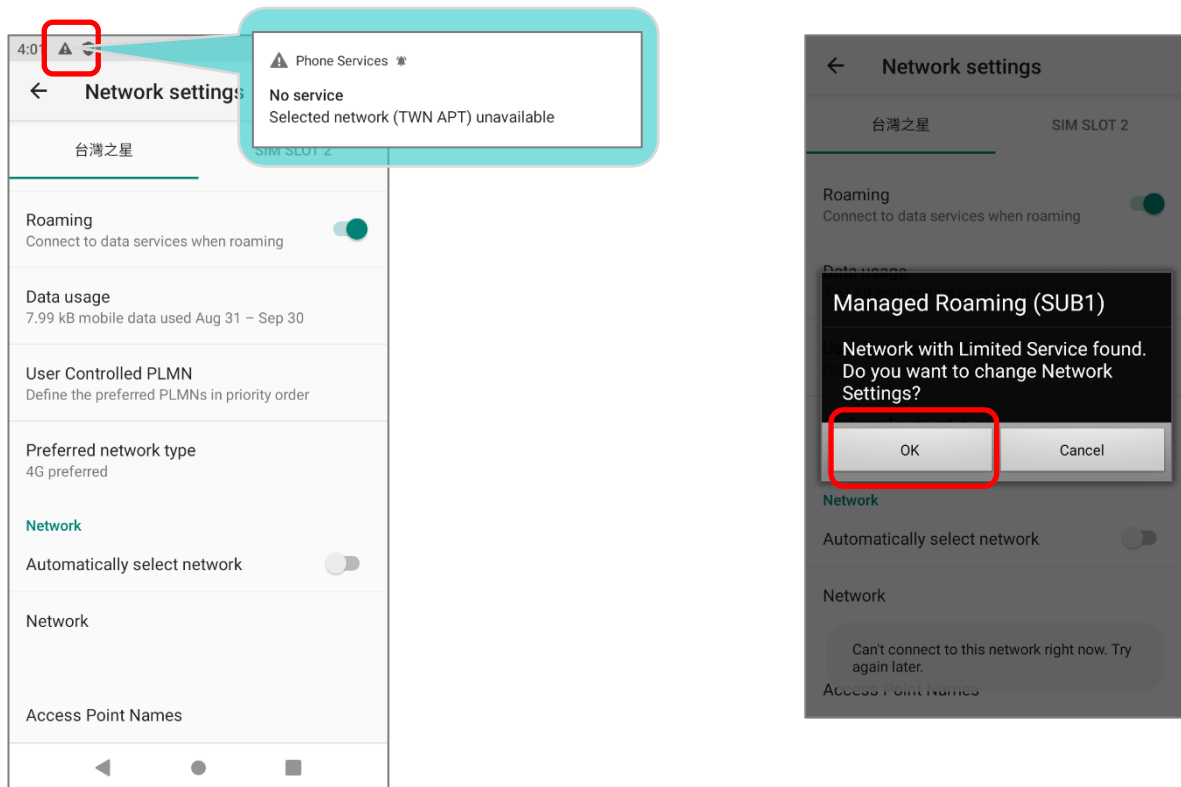 4:01
Network settings
Phone Services
No service
Selected network (TWN APT) unavailable
台灣之星
SIM SLOT 2
Roaming
Connect to data services when roaming
Data usage
7.99 kB mobile data used Aug 31 – Sep 30
User Controlled PLMN
Define the preferred PLMNs in priority order
Preferred network type
4G preferred
Network
Automatically select network
Network
Access Point Names
Network settings
台灣之星
SIM SLOT 2
Roaming
Connect to data services when roaming
Data usage
Managed Roaming (SUB1)
Network with Limited Service found.
Do you want to change Network
Settings?
OK
Cancel
Network
Automatically select network
Network
Can't connect to this network right now. Try
again later.
Access Point Names